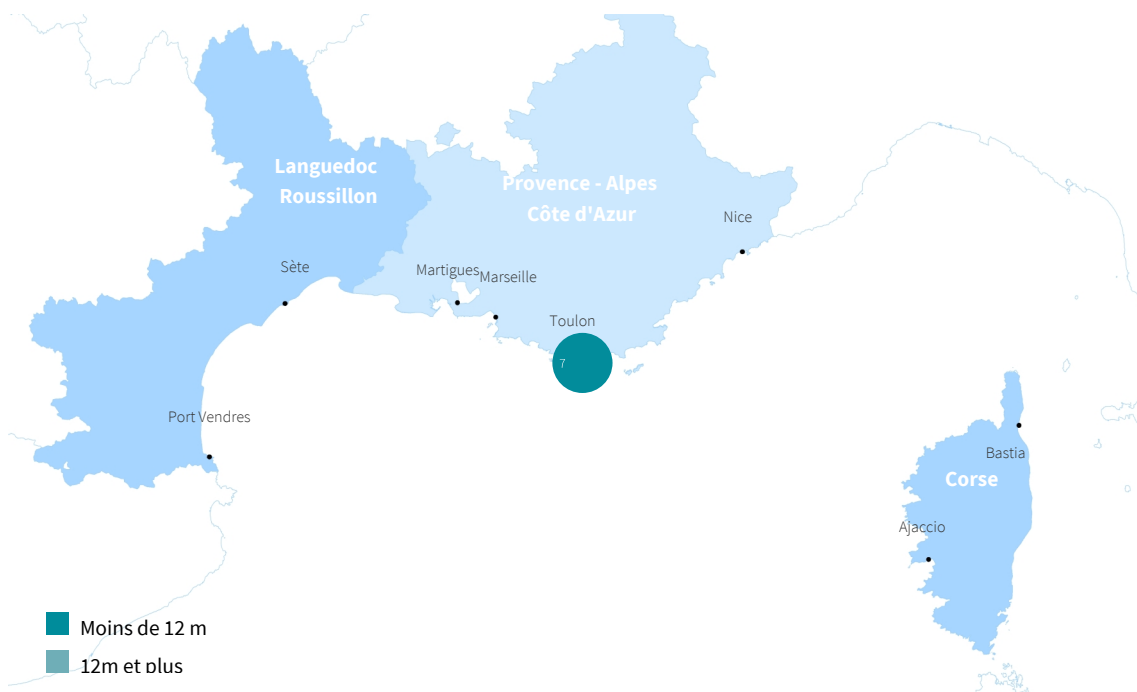 Languedoc
Roussillon
Provence - Alpes
Côte d'Azur
Nice
Sète
Martigues
Marseille
Toulon
7
Port Vendres
Bastia
Corse
Ajaccio
Moins de 12 m
12m et plus